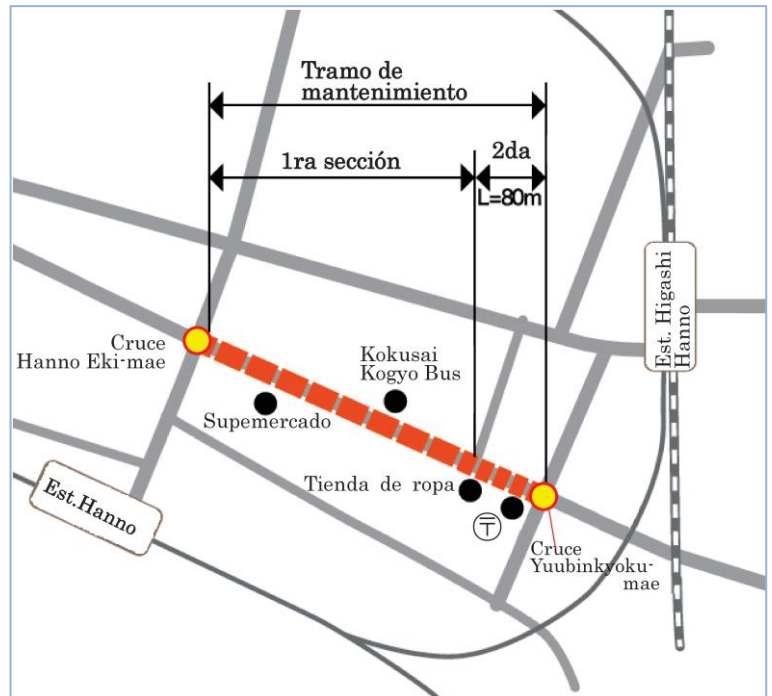 Tramo de
mantenimiento
1ra sección
2da
L=80m
Est. Higashi
Hanno
Cruce
Hanno Eki-mae
Kokusai
Kogyo Bus
Supemercado
Tienda de ropa
Est.Hanno
〒
Cruce
Yuubinkyoku-
mae